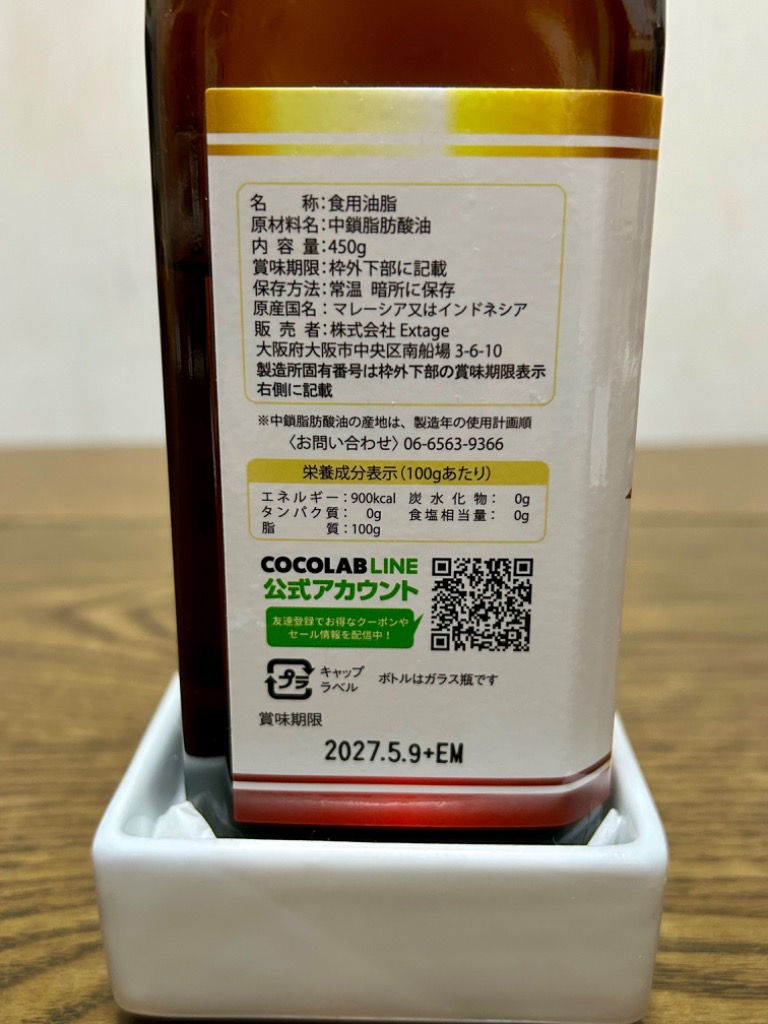 名　　称:食用油脂
原材料名:中鎖脂肪酸油
内 容 量:450g
賞味期限:枠外下部に記載
保存方法:常温 暗所に保存
原産国名:マレーシア又はインドネシア
販 売 者:株式会社 Extage
大阪府大阪市中央区南船場 3-6-10
製造所固有番号は枠外下部の賞味期限表示
右側に記載
※中鎖脂肪酸油の産地は、製造年の使用計画順
〈お問い合わせ〉06-6563-9366
栄養成分表示(100gあたり)
エネルギー:900kcal 炭 水 化 物: 0g
タンパク質: 0g 食塩相当量: 0g
脂　　質:100g
COCOLAB LINE
公式アカウント
友達登録でお得なクーポンや
セール情報を配信中!
プラ
キャップ
ラベル
ボトルはガラス瓶です
賞味期限
2027.5.9+EM